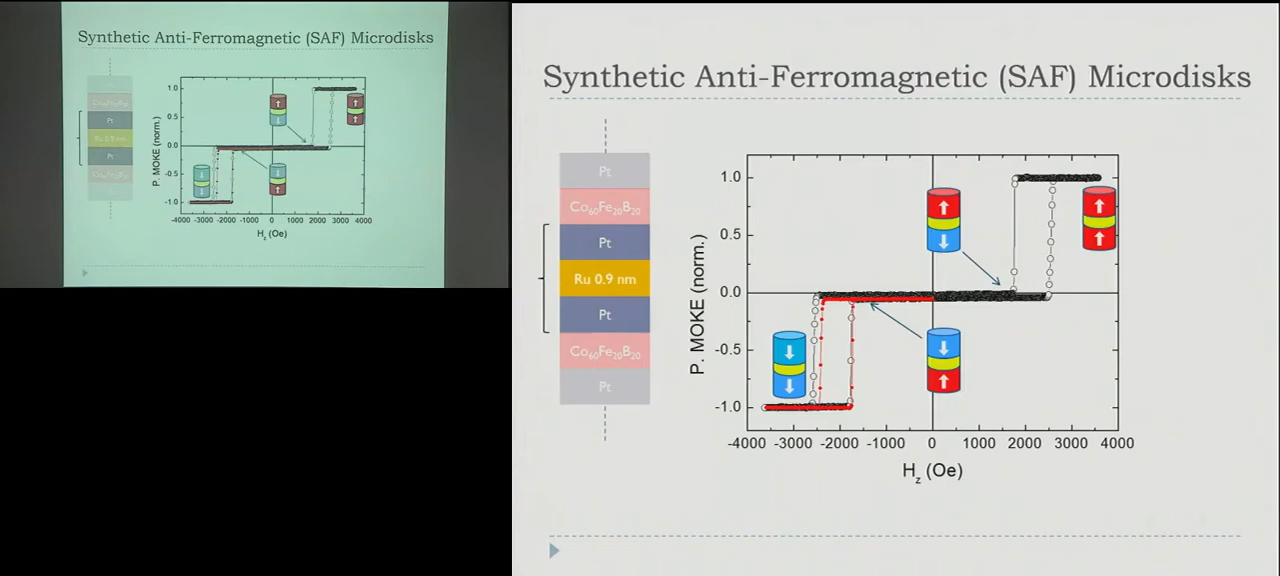 Synthetic Anti-Ferromagnetic (SAF) Microdisks
Pt
Ru 0.9 nm
Pt
P. MOKE (norm.)
1.0
0.5
0.0
-0.5
-1.0
-4000 -3000 -2000 -1000 0 1000 2000 3000 4000
Hz (Oe)
Synthetic Anti-Ferromagnetic (SAF) Microdisks
Pt
Co60Fe20B20
Pt
Ru 0.9 nm
Pt
Co60Fe20B20
Pt
P. MOKE (norm.)
1.0
0.5
0.0
-0.5
-1.0
-4000 -3000 -2000 -1000 0 1000 2000 3000 4000
Hz (Oe)